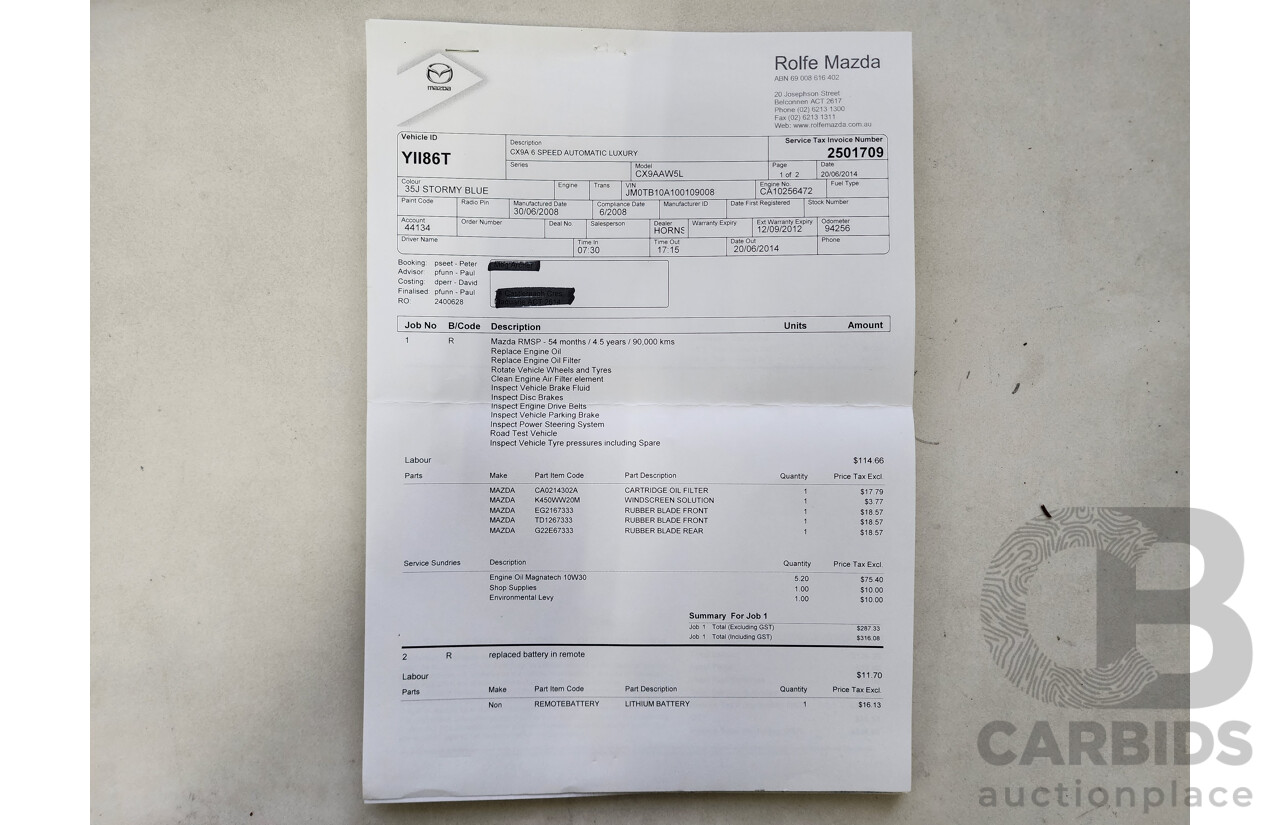 mazda
Rolfe Mazda
ABN 69 008 616 402
20 Josephson Street
Belconnen ACT 2617
Phone (02) 6213 1300
Fax (02) 6213 1311
Web: www.rolfemazda.com.au
Vehicle ID
YII86T
Description
CX9A 6 SPEED AUTOMATIC LUXURY
Service Tax Invoice Number
2501709
Series
Model
CX9AAW5L
Page
1 of 2
Date
20/06/2014
Colour
35J STORMY BLUE
Engine
Trans
VIN
JM0TB10A100109008
Engine No
CA10256472
Fuel Type
Paint Code
Radio Pin
Manufactured Date
30/06/2008
Compliance Date
6/2008
Manufacturer ID
Date First Registered
Stock Number
Account
44134
Order Number
Deal No.
Salesperson
Dealer
HORNS
Warranty Expiry
Ext Warranty Expiry
12/09/2012
Odometer
94256
Driver Name
Time In
07:30
Time Out
17:15
Date Out
20/06/2014
Phone
Booking: pseet - Peter
Advisor: pfunn - Paul
Costing: dperr - David
Finalised: pfunn - Paul
RO: 2400628
Job No B/Code Description Units Amount
1 R Mazda RMSP - 54 months / 4.5 years / 90,000 kms
Replace Engine Oil
Replace Engine Oil Filter
Rotate Vehicle Wheels and Tyres
Clean Engine Air Filter element
Inspect Vehicle Brake Fluid
Inspect Disc Brakes
Inspect Engine Drive Belts
Inspect Vehicle Parking Brake
Inspect Power Steering System
Road Test Vehicle
Inspect Vehicle Tyre pressures including Spare
Labour $114.66
Parts Make Part Item Code Part Description Quantity Price Tax Excl.
MAZDA CA0214302A CARTRIDGE OIL FILTER 1 $17.79
MAZDA K450WW20M WINDSCREEN SOLUTION 1 $3.77
MAZDA EG2167333 RUBBER BLADE FRONT 1 $18.57
MAZDA TD1267333 RUBBER BLADE FRONT 1 $18.57
MAZDA G22E67333 RUBBER BLADE REAR 1 $18.57
Service Sundries Description Quantity Price Tax Excl.
Engine Oil Magnatech 10W30 5.20 $75.40
Shop Supplies 1.00 $10.00
Environmental Levy 1.00 $10.00
Summary For Job 1
Job 1 Total (Excluding GST) $287.33
Job 1 Total (Including GST) $316.08
2 R replaced battery in remote
Labour $11.70
Parts Make Part Item Code Part Description Quantity Price Tax Excl.
Non REMOTEBATTERY LITHIUM BATTERY 1 $16.13
CB
CARBIDS
auctionplace